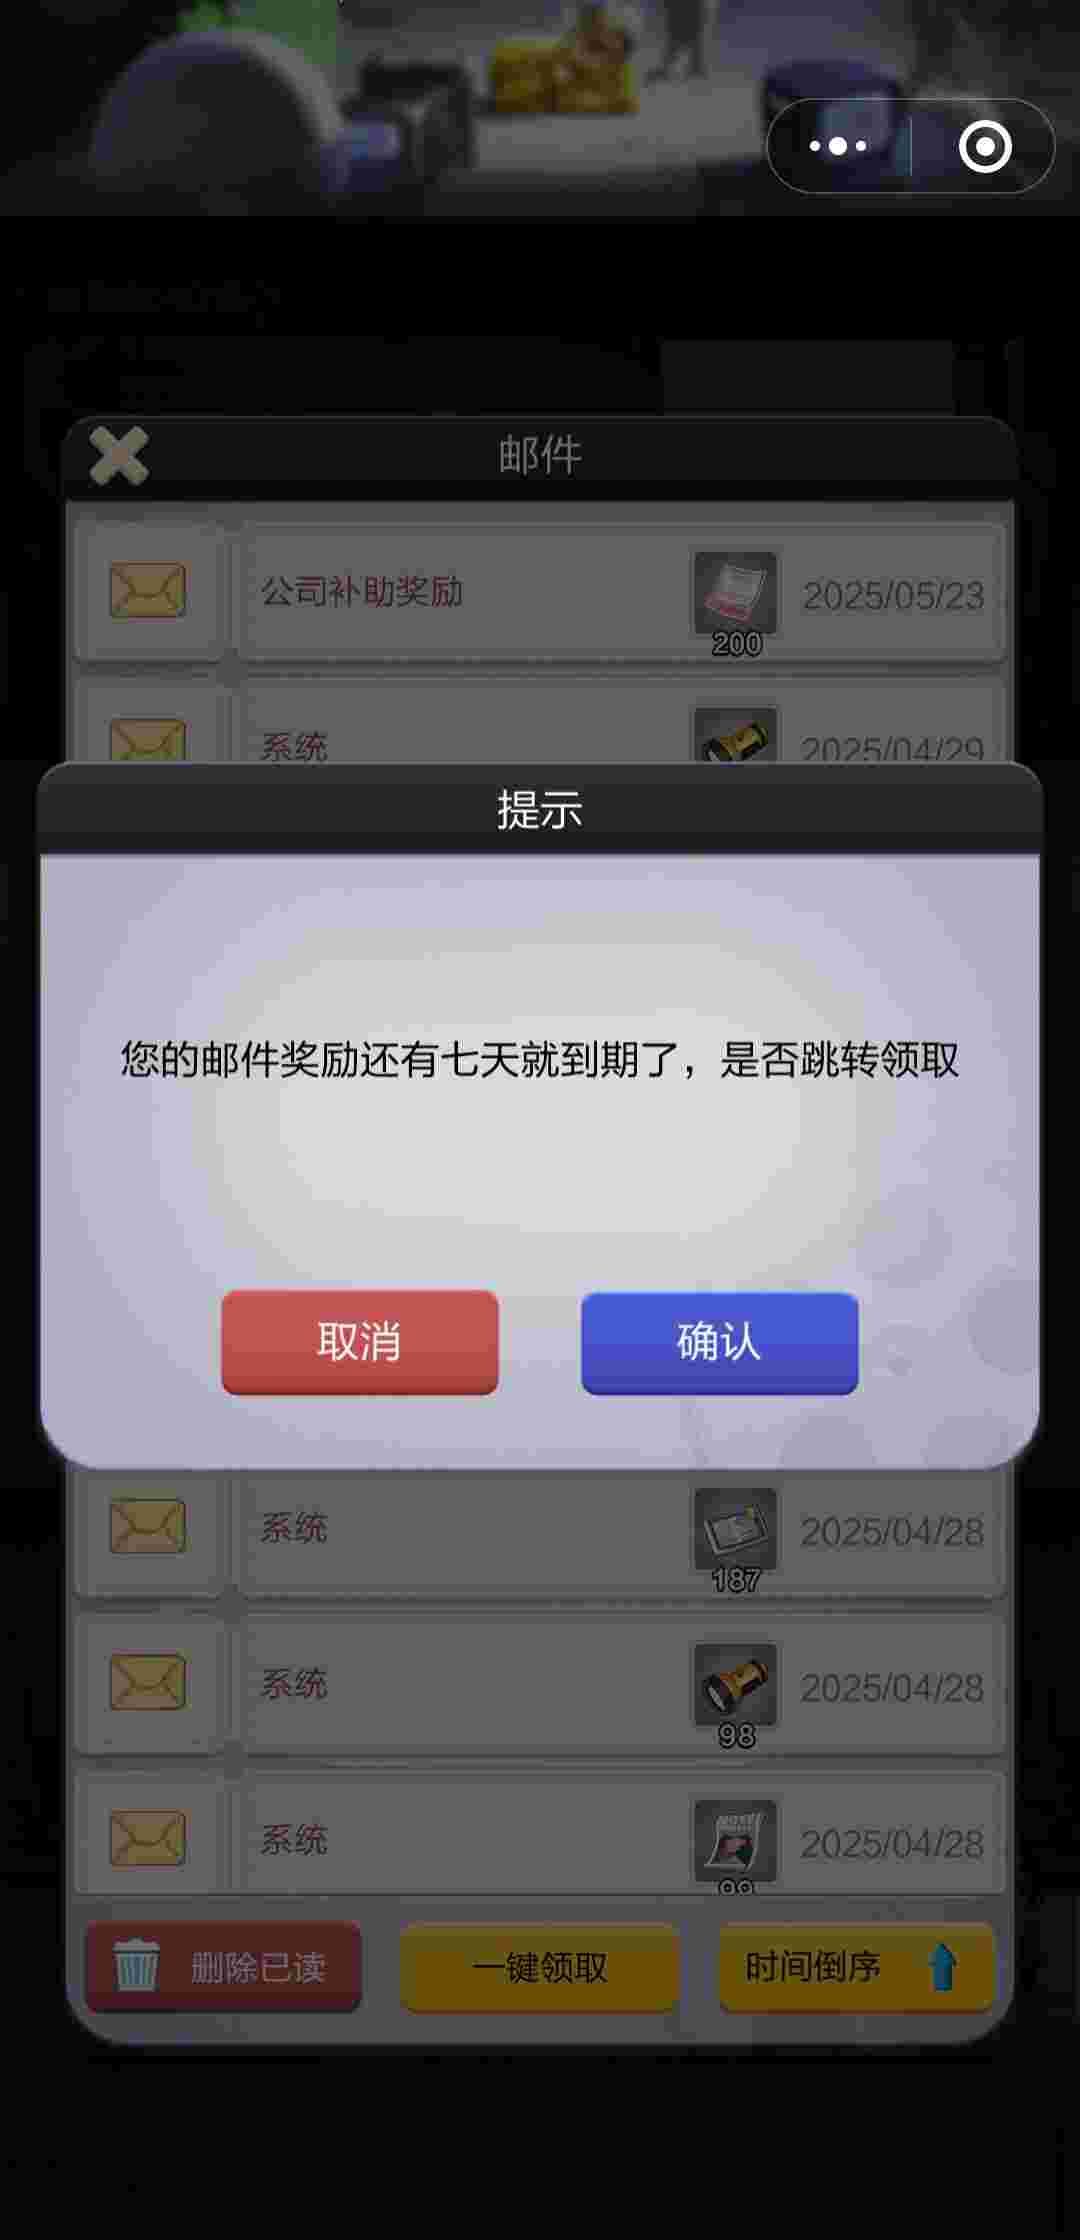 邮件
公司补助奖励
2025/05/23
200
系统
2025/04/29
提示
您的邮件奖励还有七天就到期了，是否跳转领取
取消
确认
系统
2025/04/28
187
系统
2025/04/28
98
系统
2025/04/28
删除已读
一键领取
时间倒序